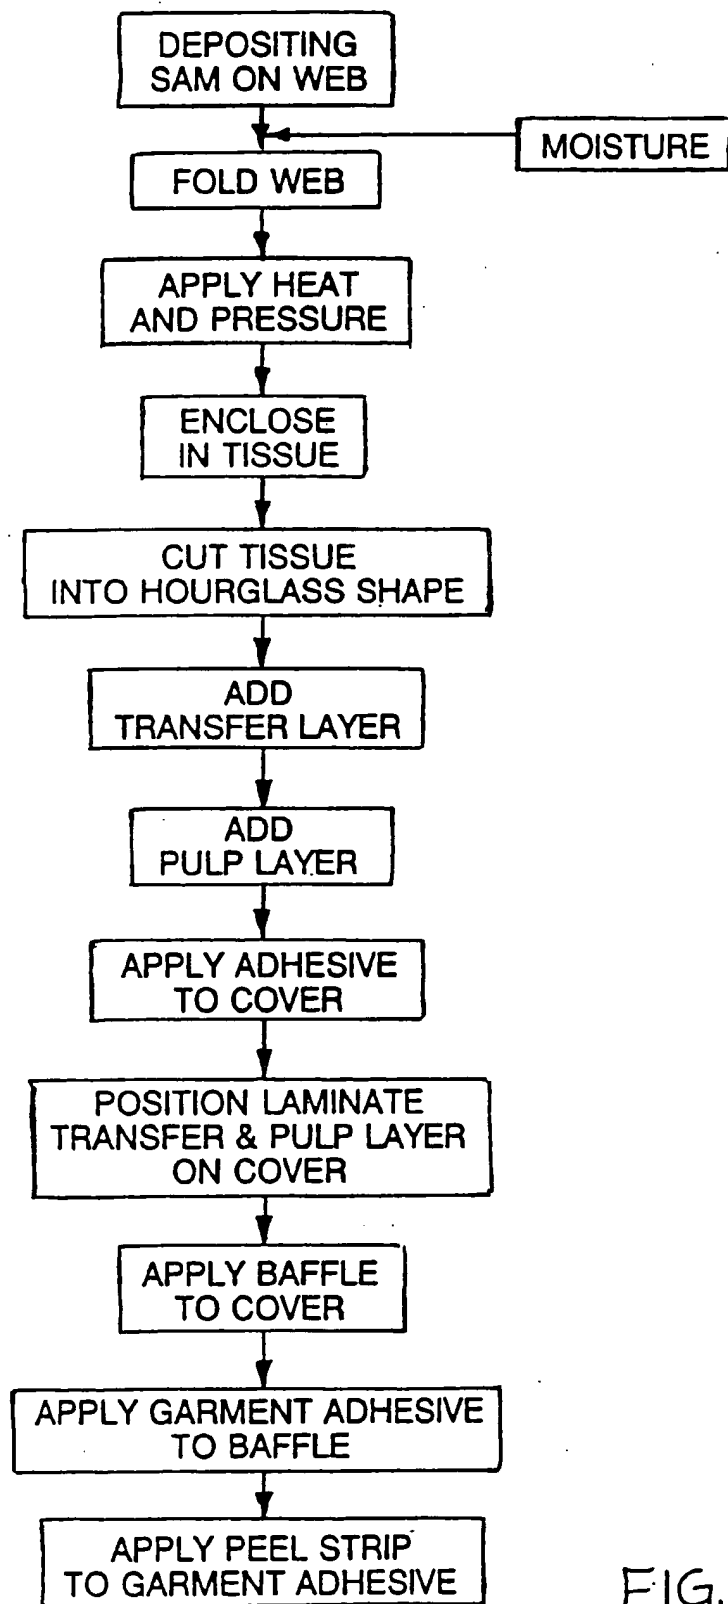 DEPOSITING
SAM ON WEB
MOISTURE
FOLD WEB
APPLY HEAT
AND PRESSURE
ENCLOSE
IN TISSUE
CUT TISSUE
INTO HOURGLASS SHAPE
ADD
TRANSFER LAYER
ADD
PULP LAYER
APPLY ADHESIVE
TO COVER
POSITION LAMINATE
TRANSFER & PULP LAYER
ON COVER
APPLY BAFFLE
TO COVER
APPLY GARMENT ADHESIVE
TO BAFFLE
APPLY PEEL STRIP
TO GARMENT ADHESIVE
FIG.